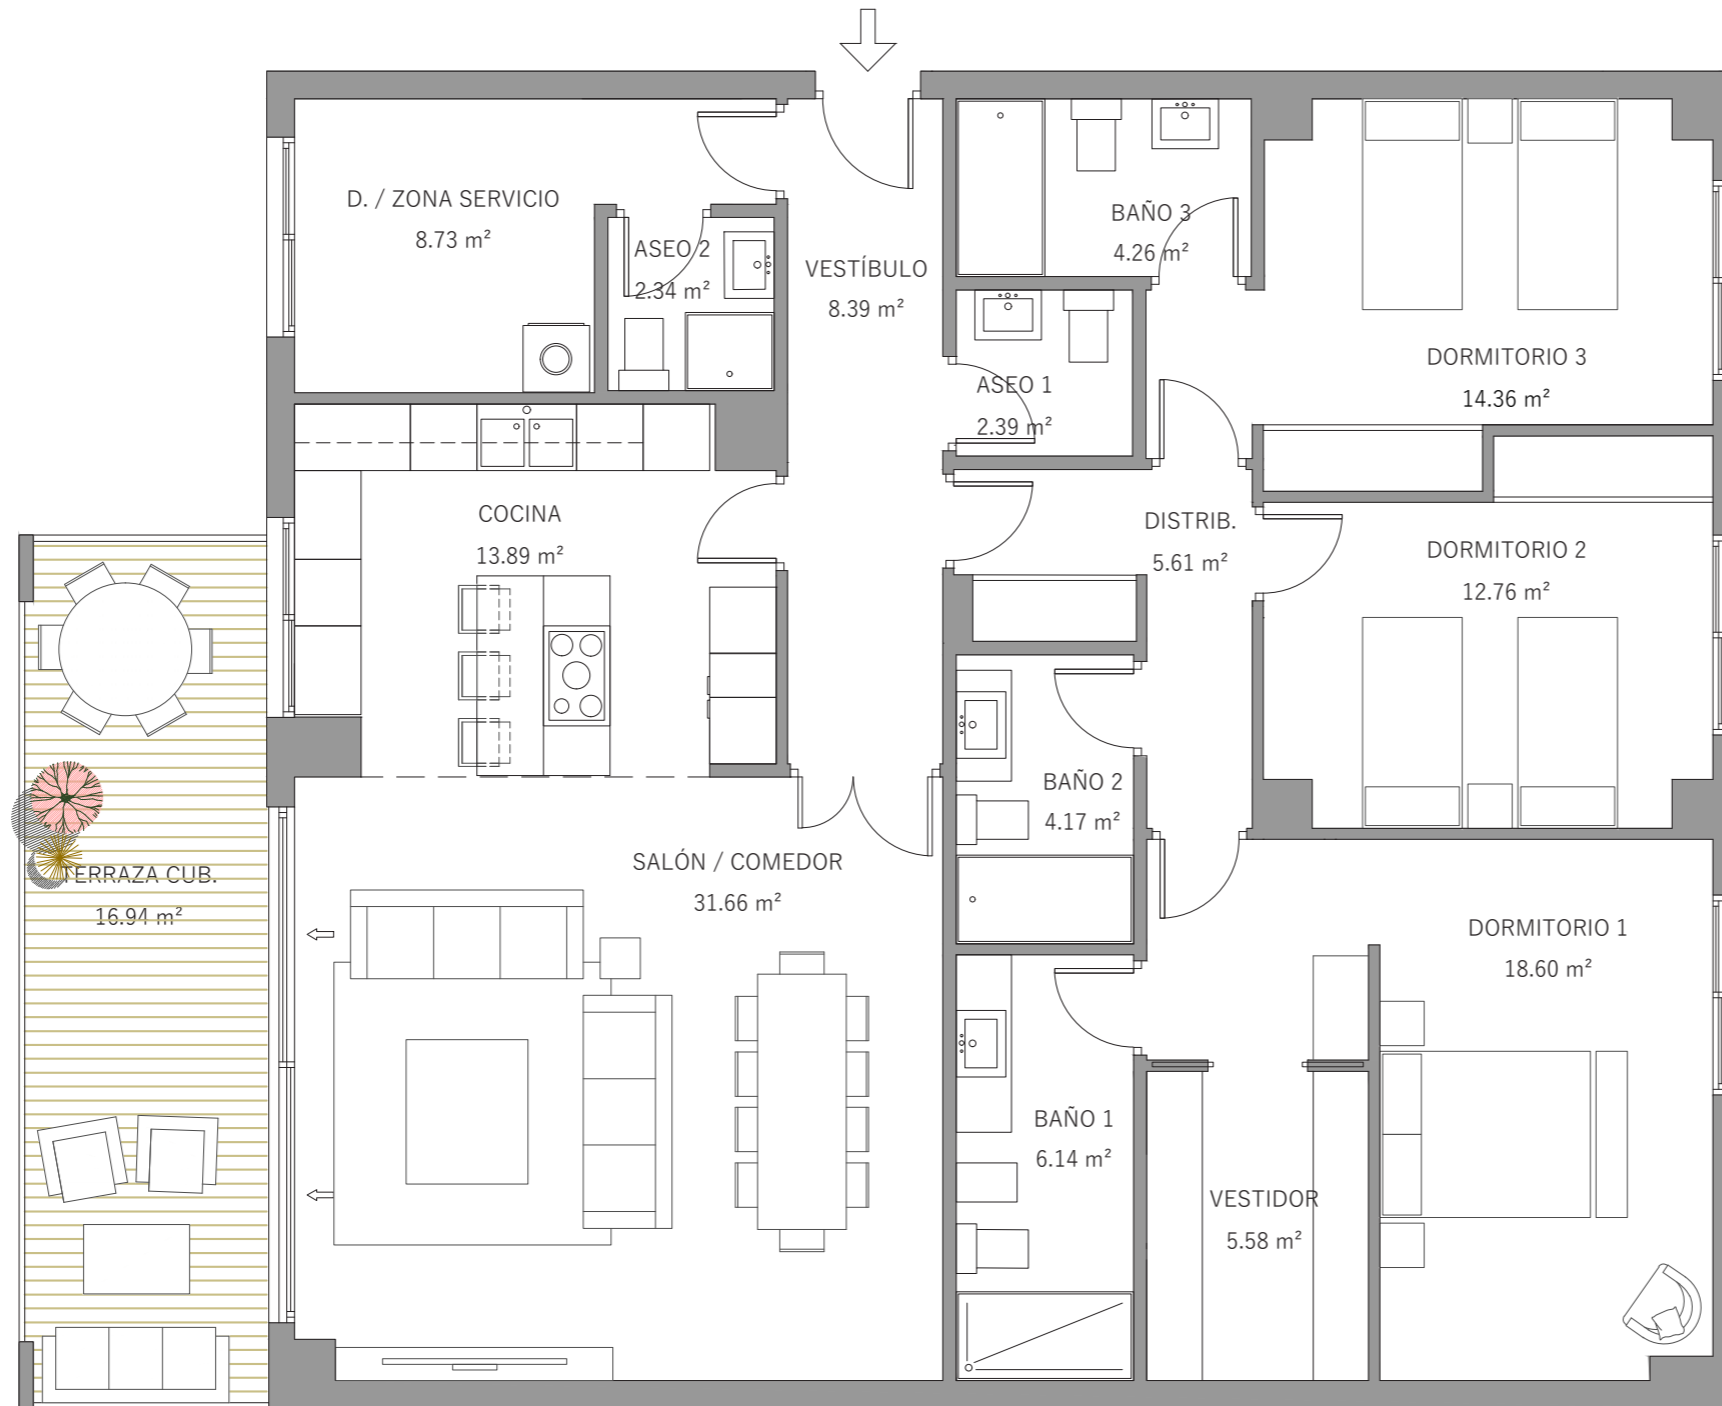 D. / ZONA SERVICIO
8.73 m²
ASEO 2
2.34 m²
VESTÍBULO
8.39 m²
BAÑO 3
4.26 m²
ASEO 1
2.39 m²
DORMITORIO 3
14.36 m²
COCINA
13.89 m²
DISTRIB.
5.61 m²
DORMITORIO 2
12.76 m²
BAÑO 2
4.17 m²
SALÓN / COMEDOR
31.66 m²
TERRAZA CUB.
16.94 m²
DORMITORIO 1
18.60 m²
BAÑO 1
6.14 m²
VESTIDOR
5.58 m²